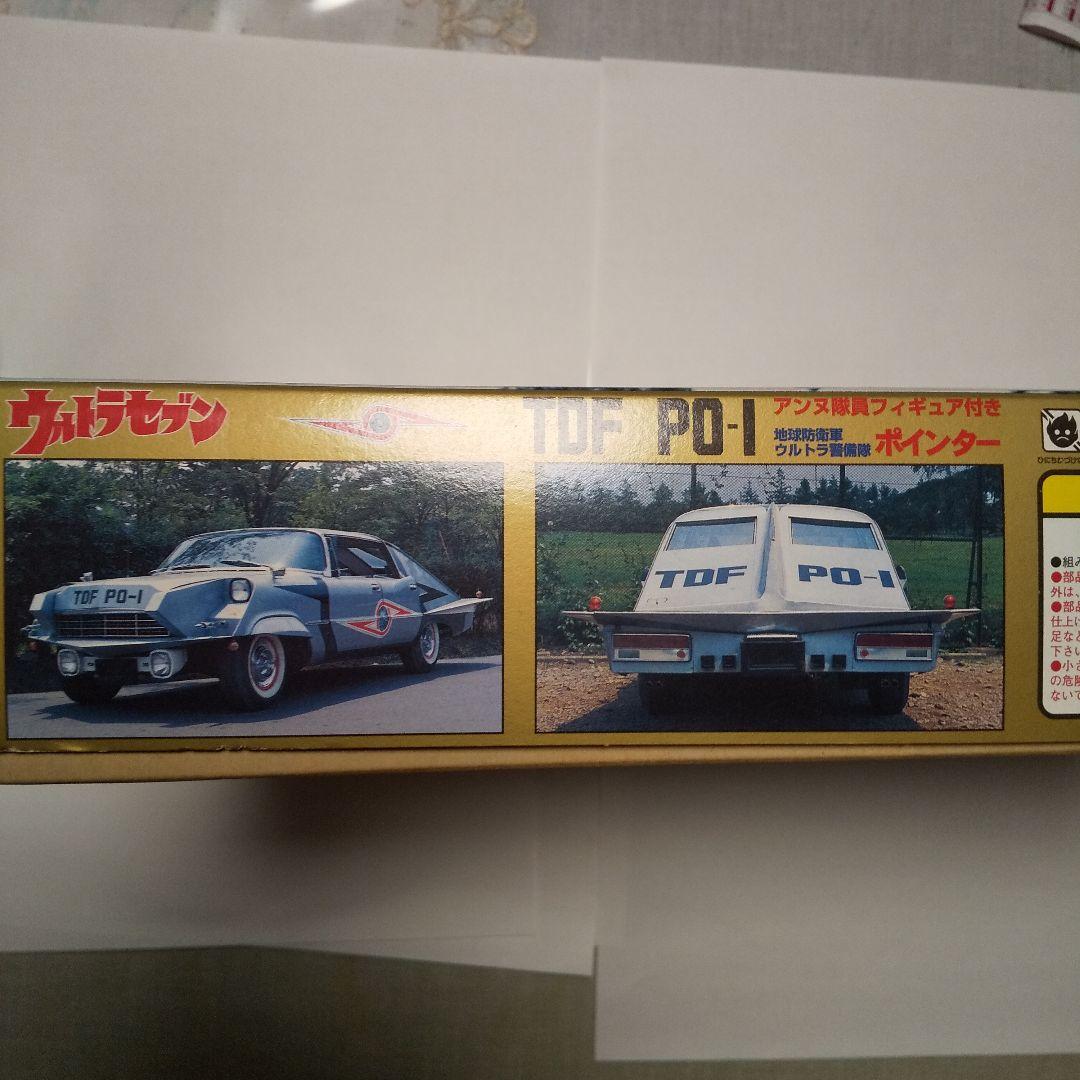 ウルトラセブン
TDF PO-1
アンヌ隊員フィギュア付き
地球防衛軍
ウルトラ警備隊
ポインター
TDF PO-1
TDF PO-1
●組み
●部品
外は、
●部品
仕上げ
足など
下さい
●小さ
の危険
ないで